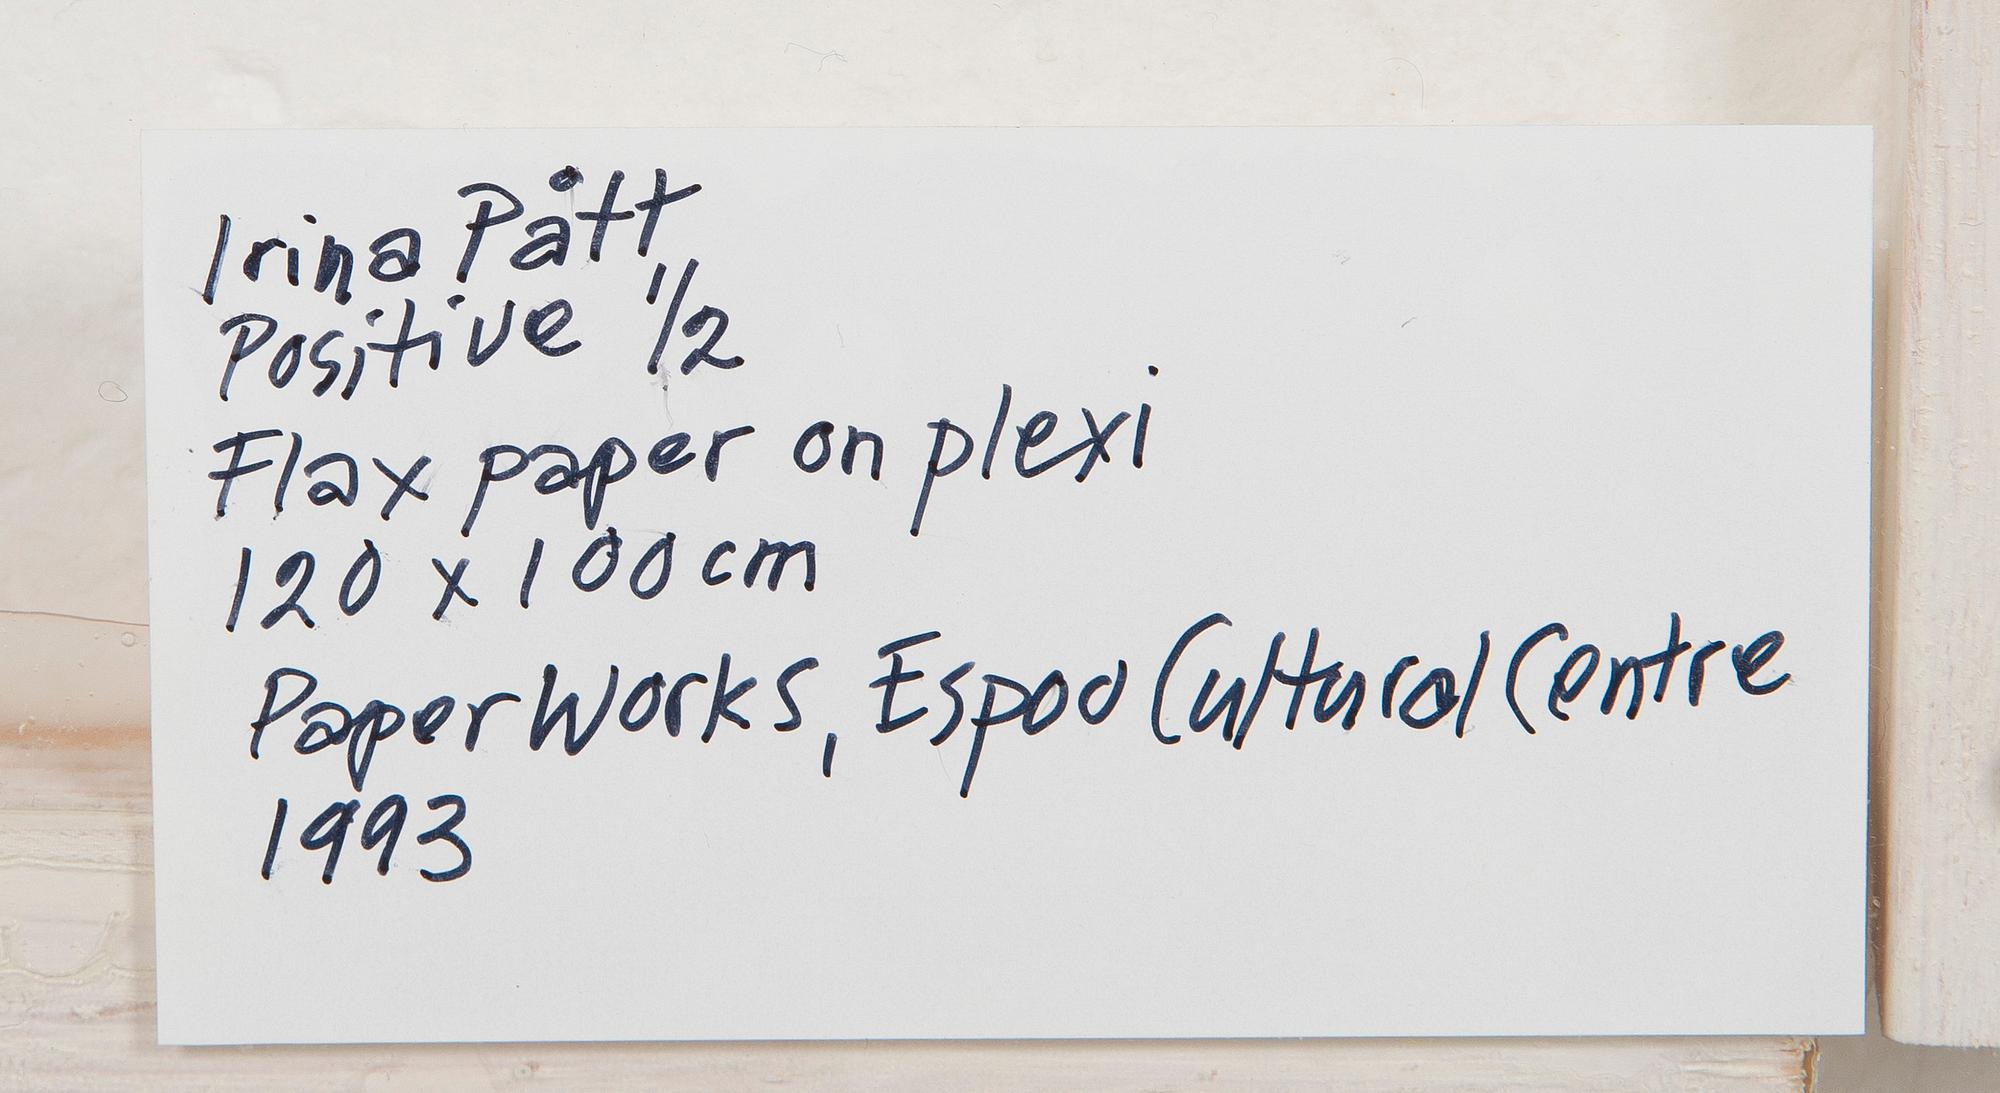 Irina Pått
Positive 1/2
Flax paper on plexi
120 x 100 cm
PaperWorks, Espoo Cultural Centre
1993